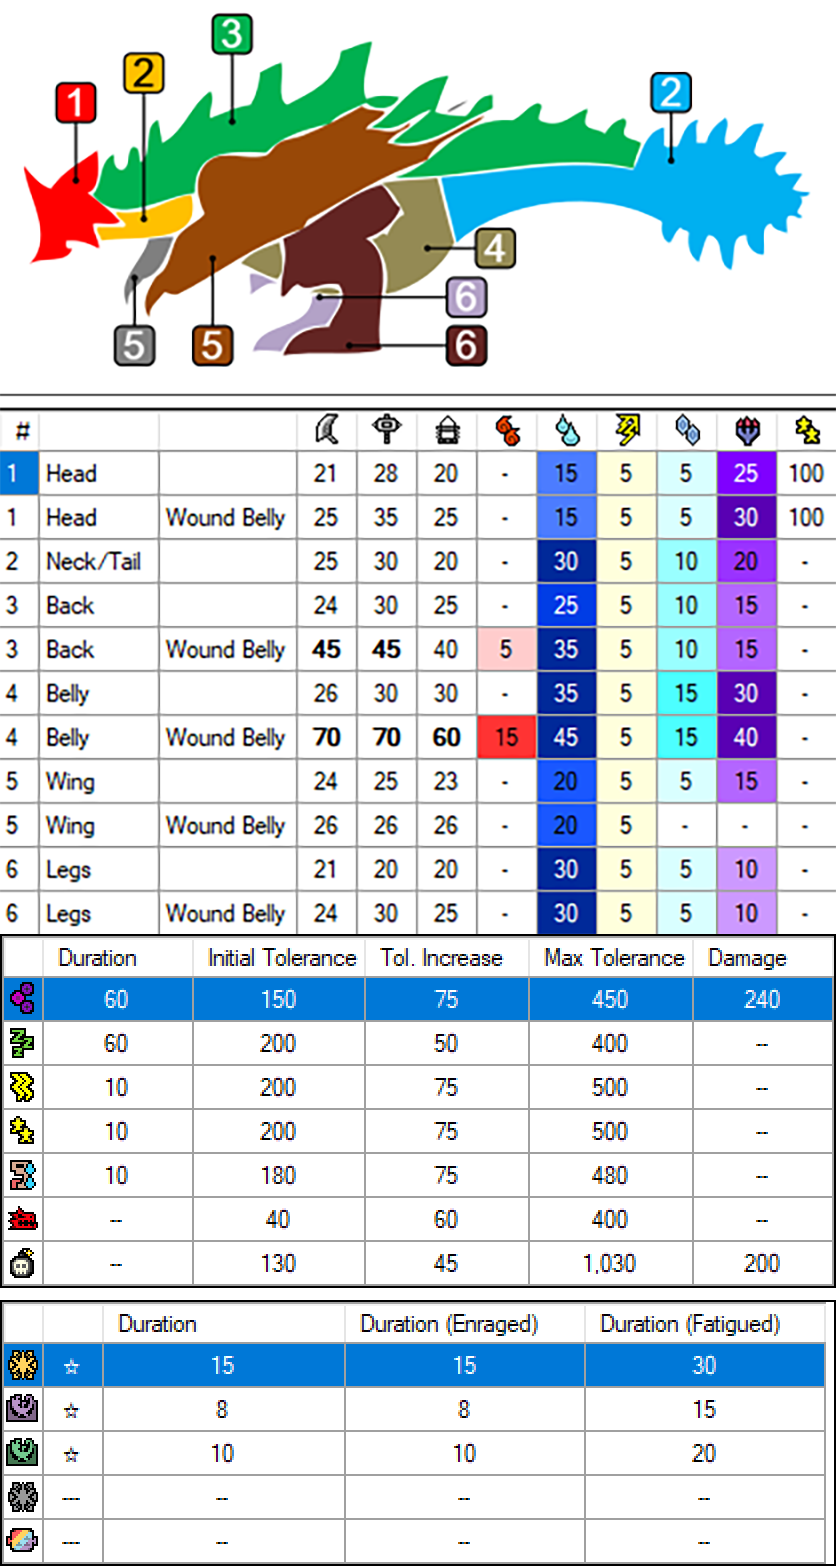 3
2
1
2
4
6
5
5
6
#
1 Head 21 28 20 - 15 5 5 25 100
1 Head Wound Belly 25 35 25 - 15 5 5 30 100
2 Neck/Tail 25 30 20 - 30 5 10 20 -
3 Back 24 30 25 - 25 5 10 15 -
3 Back Wound Belly 45 45 40 5 35 5 10 15 -
4 Belly 26 30 30 - 35 5 15 30 -
4 Belly Wound Belly 70 70 60 15 45 5 15 40 -
5 Wing 24 25 23 - 20 5 5 15 -
5 Wing Wound Belly 26 26 26 - 20 5 - - -
6 Legs 21 20 20 - 30 5 5 10 -
6 Legs Wound Belly 24 30 25 - 30 5 5 10 -
Duration Initial Tolerance Tol. Increase Max Tolerance Damage
60 150 75 450 240
60 200 50 400 --
10 200 75 500 --
10 200 75 500 --
10 180 75 480 --
-- 40 60 400 --
-- 130 45 1,030 200
Duration Duration (Enraged) Duration (Fatigued)
☆ 15 15 30
☆ 8 8 15
☆ 10 10 20
--- -- -- --
--- -- -- --